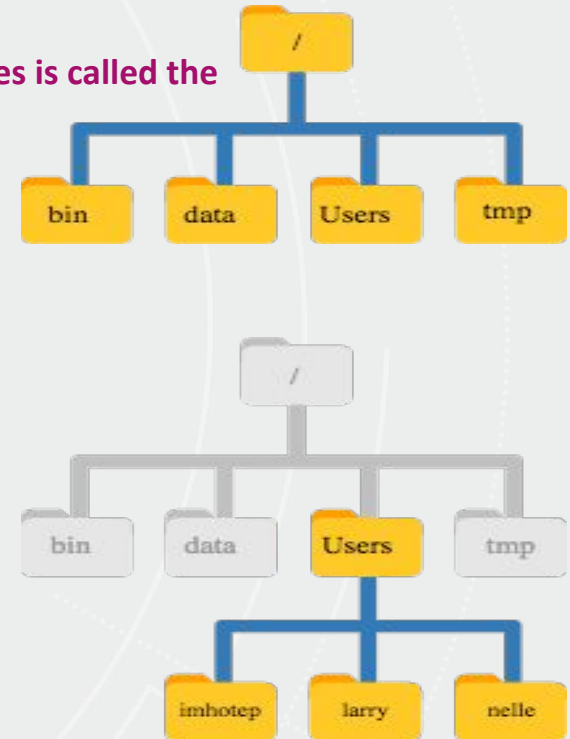 /
es is called the
bin data Users tmp
/
bin data Users tmp
imhotep larry nelle